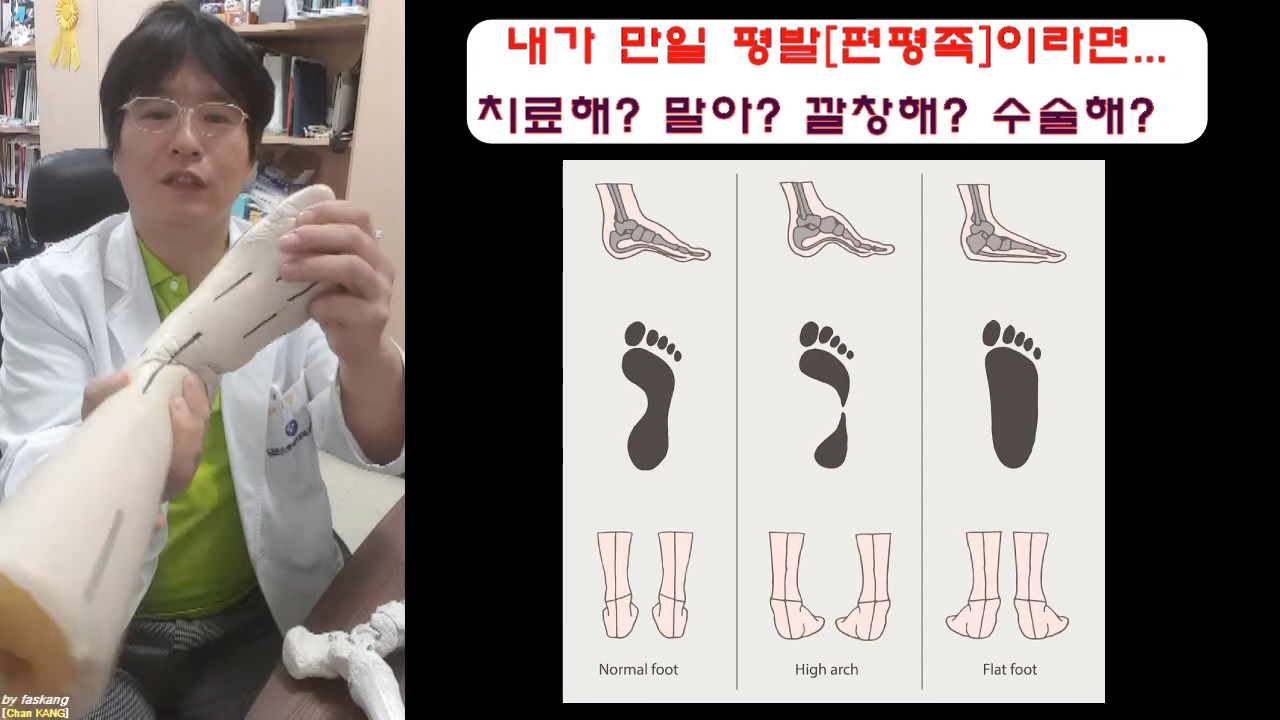 내가 만일 평발[편평족]이라면...
치료해? 말아? 깔창해? 수술해?
Normal foot
High arch
Flat foot
by faskang
[Chan KANG]